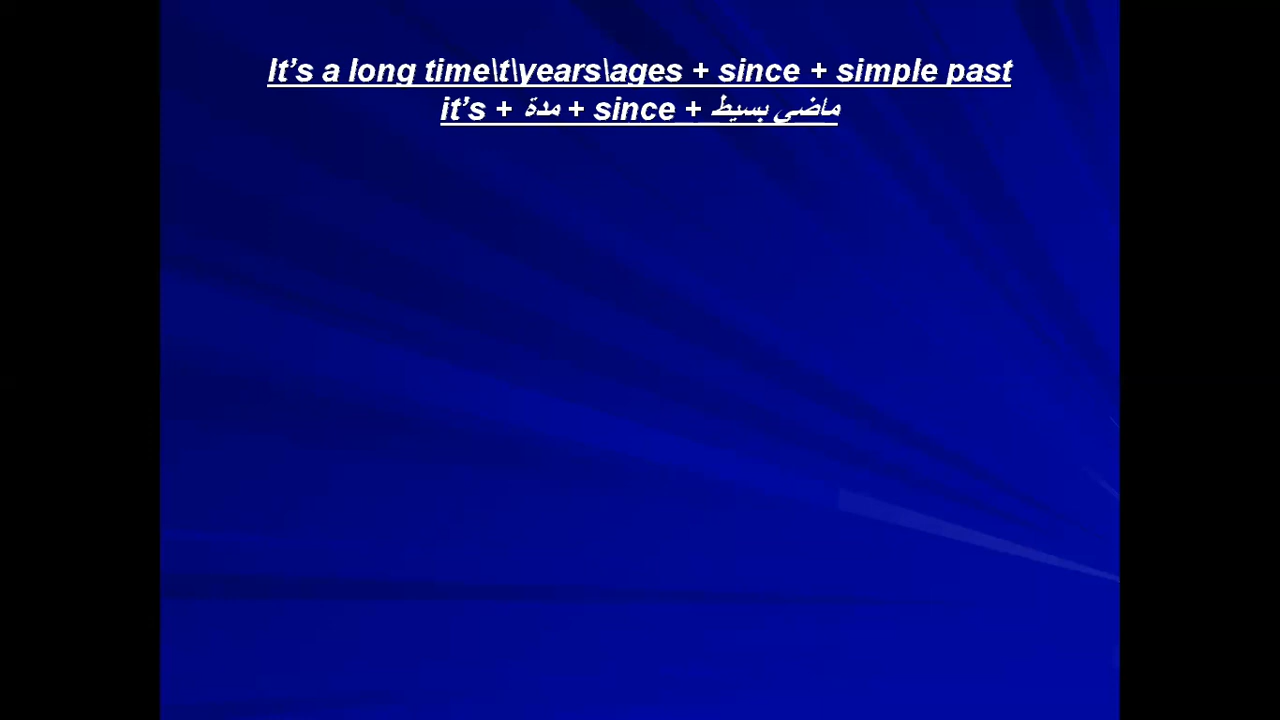 It’s a long time\t\years\ages + since + simple past
it’s + مدة + since + ماضي بسيط